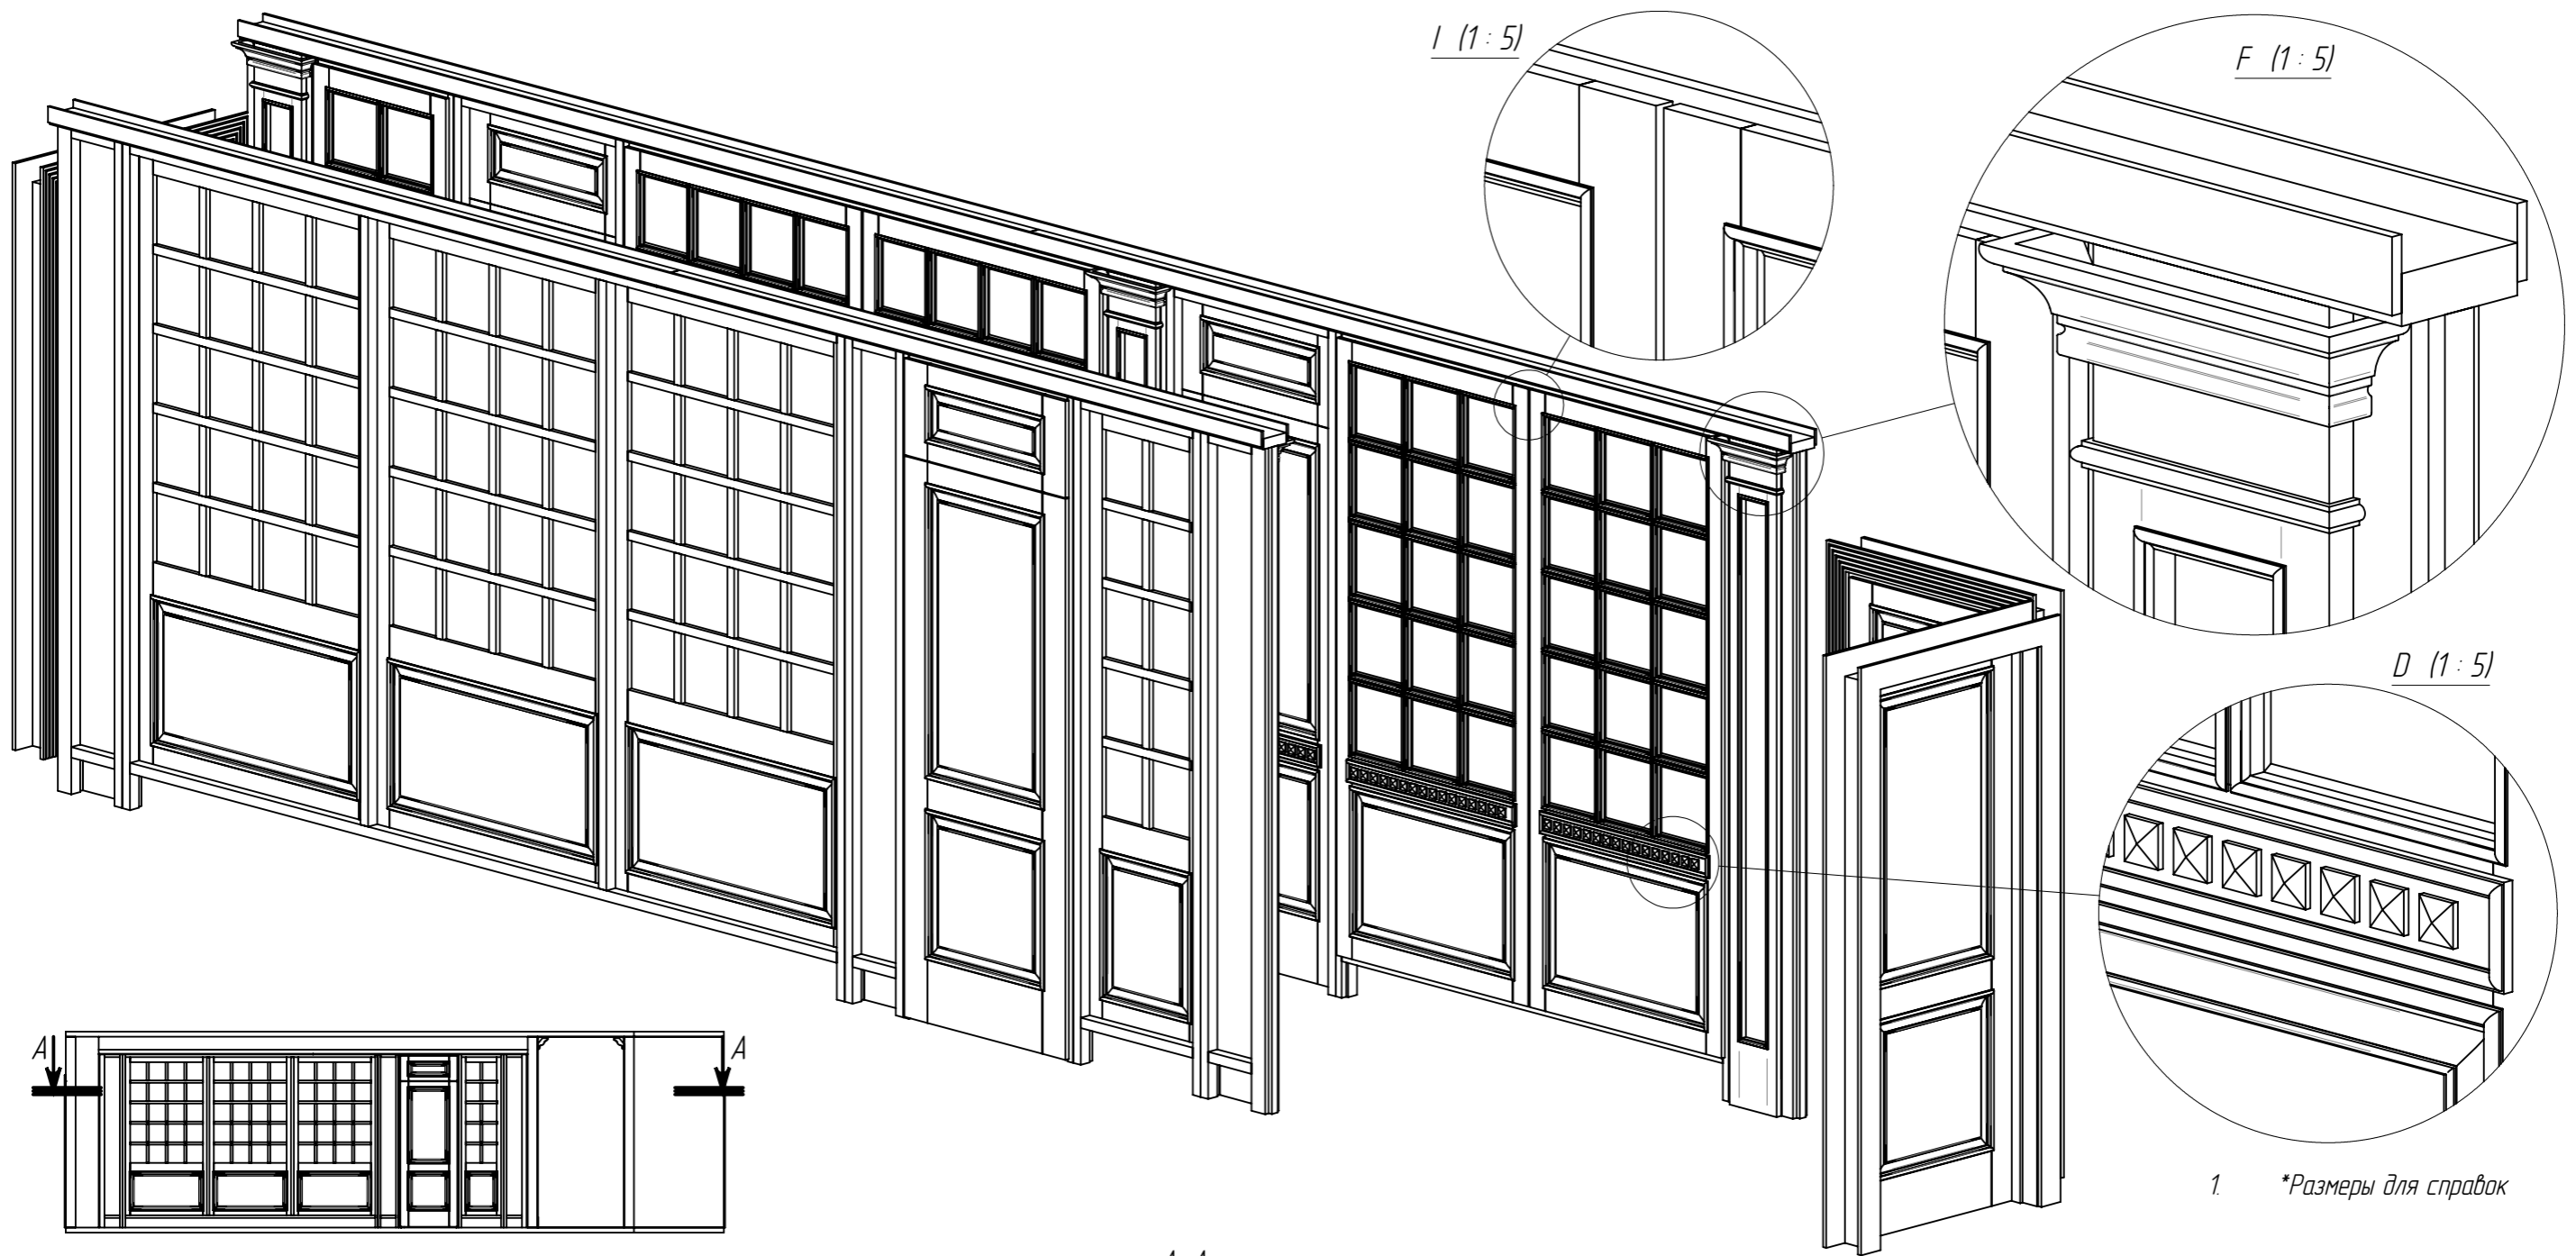 I (1 : 5)
F (1 : 5)
D (1 : 5)
A A
1. *Размеры для справок